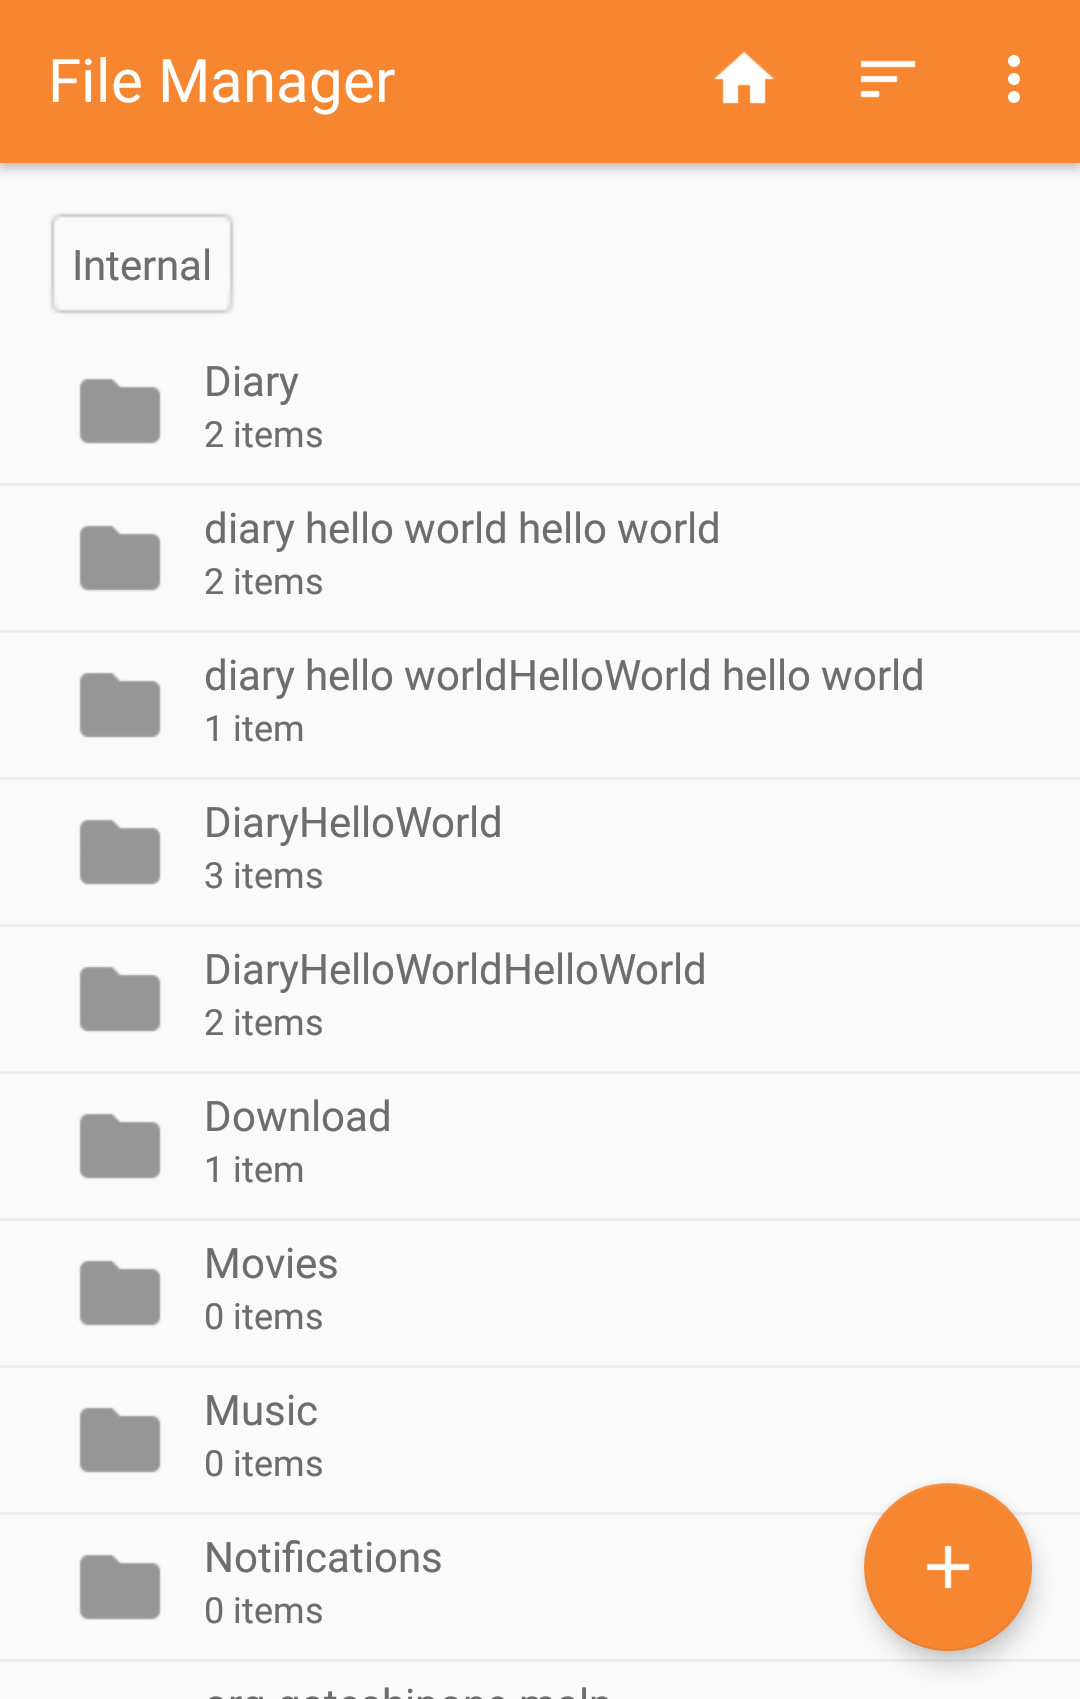 File Manager
Internal
Diary
2 items
diary hello world hello world
2 items
diary hello worldHelloWorld hello world
1 item
DiaryHelloWorld
3 items
DiaryHelloWorldHelloWorld
2 items
Download
1 item
Movies
0 items
Music
0 items
Notifications
0 items